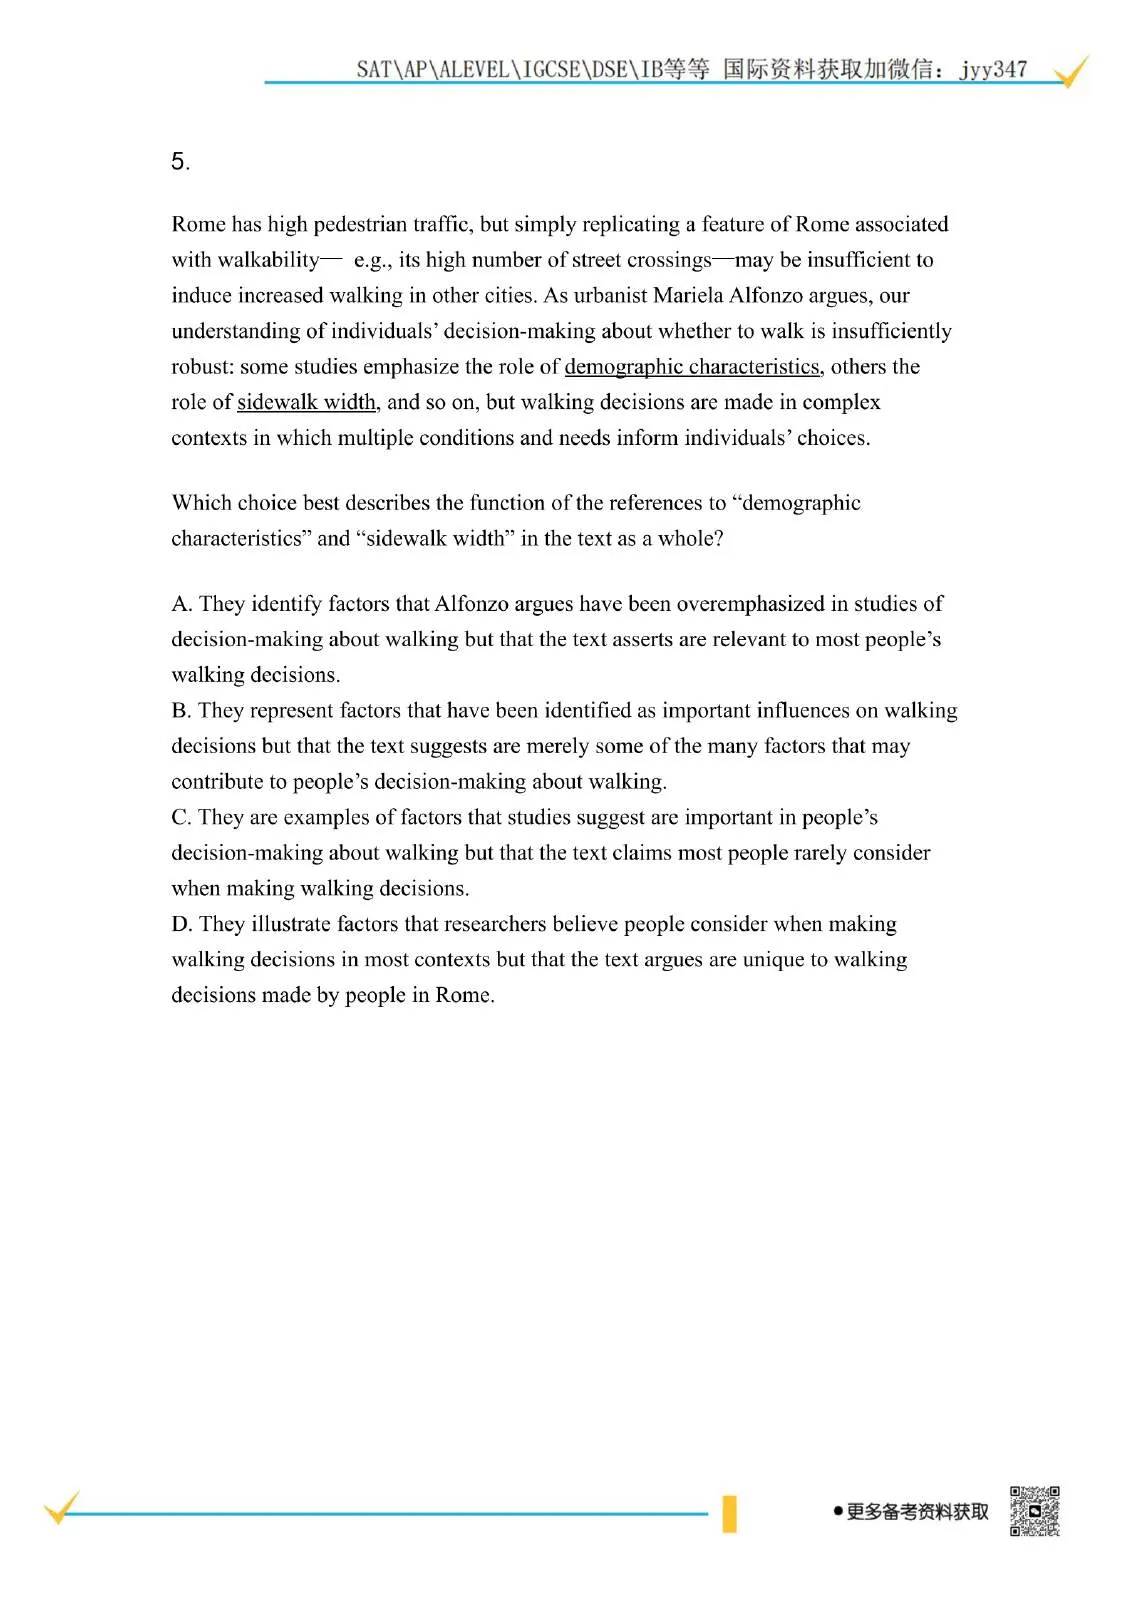 SAT\AP\ALEVEL\IGCSE\DSE\IB等等 国际资料获取加微信：jyy347
5.
Rome has high pedestrian traffic, but simply replicating a feature of Rome associated
with walkability— e.g., its high number of street crossings—may be insufficient to
induce increased walking in other cities. As urbanist Mariela Alfonzo argues, our
understanding of individuals’ decision-making about whether to walk is insufficiently
robust: some studies emphasize the role of demographic characteristics, others the
role of sidewalk width, and so on, but walking decisions are made in complex
contexts in which multiple conditions and needs inform individuals’ choices.
Which choice best describes the function of the references to “demographic
characteristics” and “sidewalk width” in the text as a whole?
A. They identify factors that Alfonzo argues have been overemphasized in studies of
decision-making about walking but that the text asserts are relevant to most people’s
walking decisions.
B. They represent factors that have been identified as important influences on walking
decisions but that the text suggests are merely some of the many factors that may
contribute to people’s decision-making about walking.
C. They are examples of factors that studies suggest are important in people’s
decision-making about walking but that the text claims most people rarely consider
when making walking decisions.
D. They illustrate factors that researchers believe people consider when making
walking decisions in most contexts but that the text argues are unique to walking
decisions made by people in Rome.
●更多备考资料获取